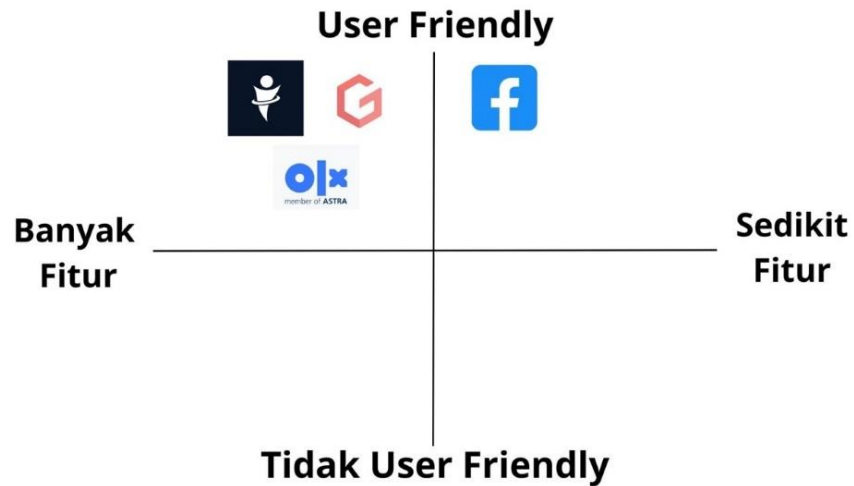 User Friendly
olx
member of ASTRA
Banyak
Fitur
Sedikit
Fitur
Tidak User Friendly